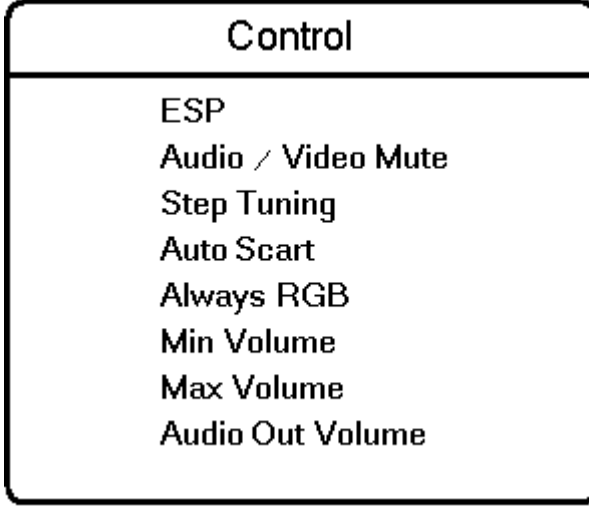 Control
ESP
Audio / Video Mute
Step Tuning
Auto Scart
Always RGB
Min Volume
Max Volume
Audio Out Volume